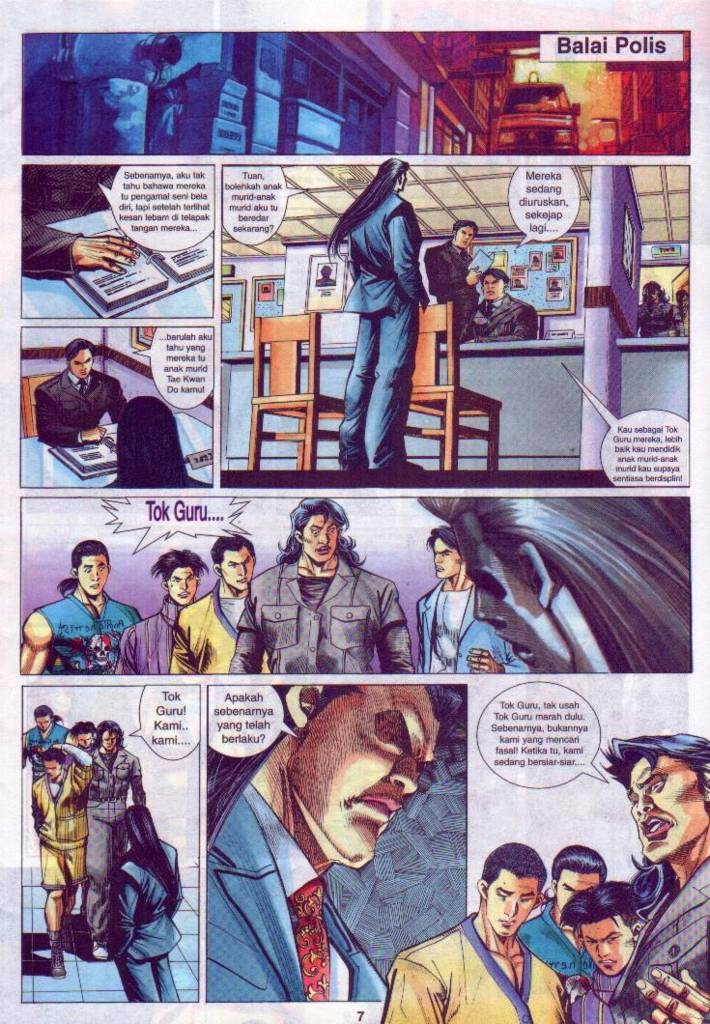 Balai Polis
Sebenarnya, aku tak
tahu bahawa mereka
tu pengamal seni bela
diri, tapi setelah terlihat
kesan lebam di telapak
tangan mereka...
...barulah aku
tahu yang
mereka tu
anak murid
Tae Kwan
Do kamu!
Tuan,
bolehkah anak
murid-anak
murid aku tu
beredar
sekarang?
Mereka
sedang
diuruskan,
sekejap
lagi....
Kau sebagai Tok
Guru mereka, lebih
baik kau mendidik
anak murid-anak
murid kau supaya
sentiasa berdisplin!
Tok Guru....
Tok
Guru!
Kami..
kami....
Apakah
sebenarnya
yang telah
berlaku?
Tok Guru, tak usah
Tok Guru marah dulu.
Sebenarnya, bukannya
kami yang mencari
fasal! Ketika tu, kami
sedang bersiar-siar....
7